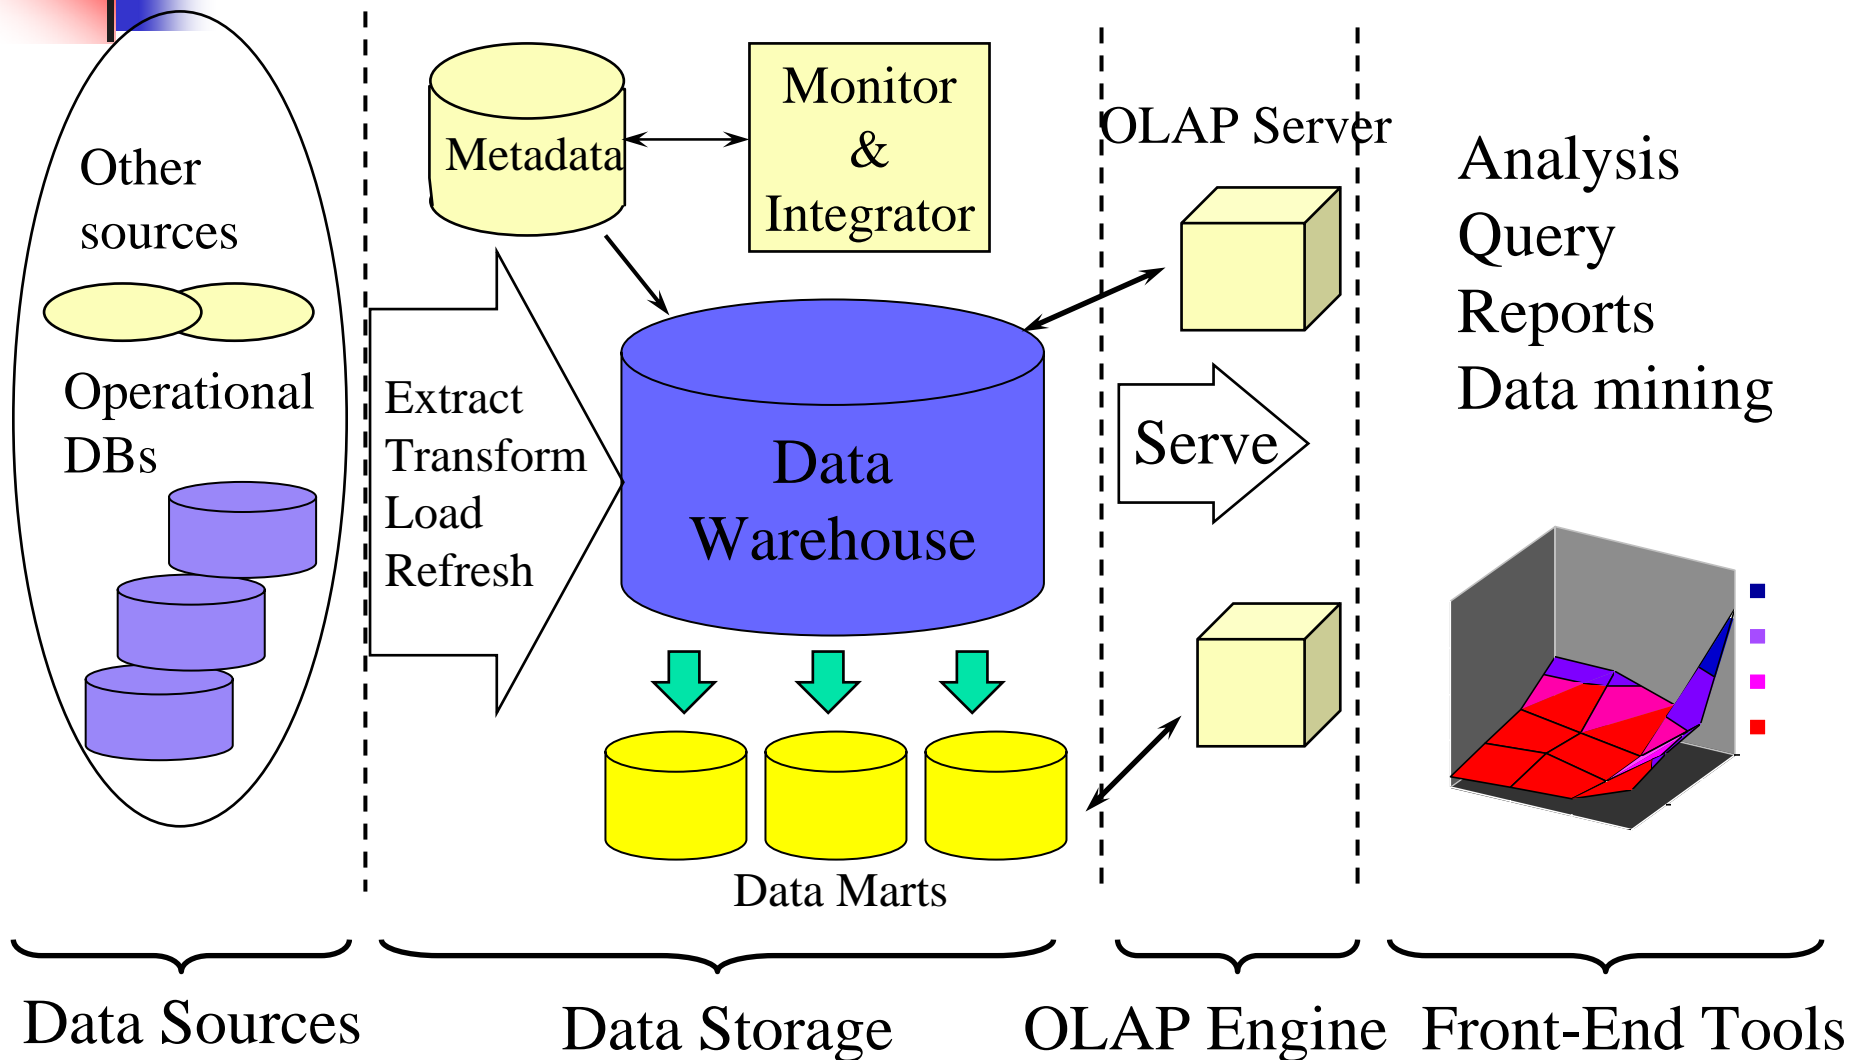 Other
sources
Operational
DBs
Metadata
Monitor
&
Integrator
Extract
Transform
Load
Refresh
Data
Warehouse
Data Marts
OLAP Server
Serve
Analysis
Query
Reports
Data mining
Data Sources
Data Storage
OLAP Engine
Front-End Tools